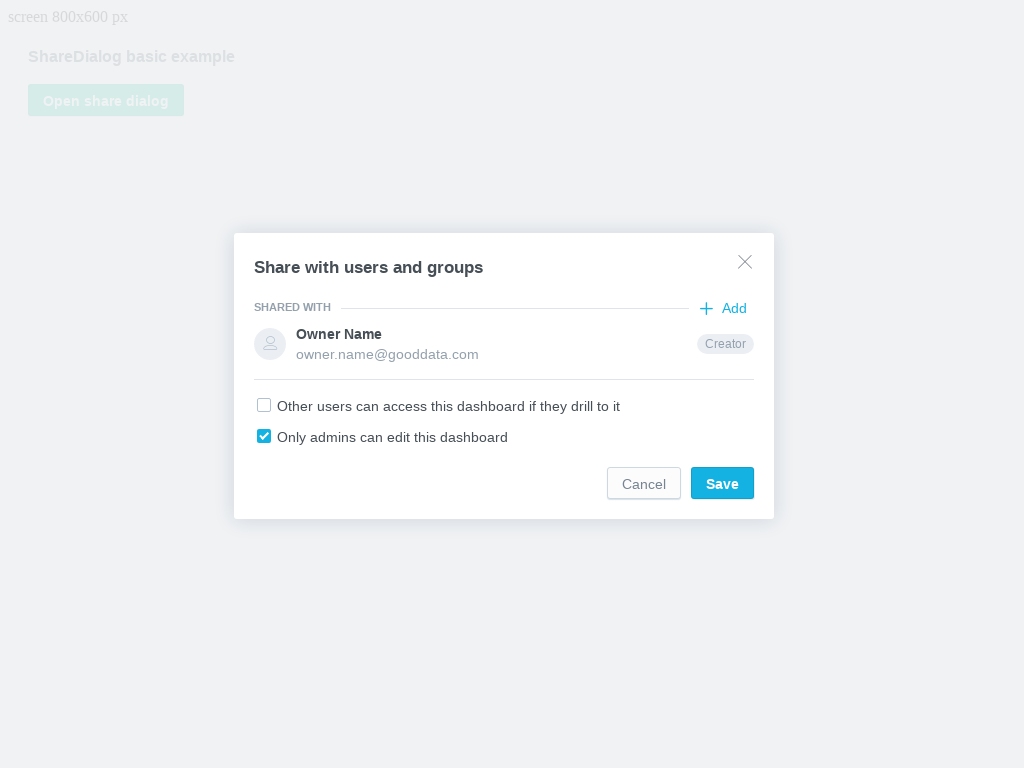 screen 800x600 px
ShareDialog basic example
Open share dialog
Share with users and groups
SHARED WITH
Add
Owner Name
owner.name@gooddata.com
Creator
Other users can access this dashboard if they drill to it
Only admins can edit this dashboard
Cancel
Save